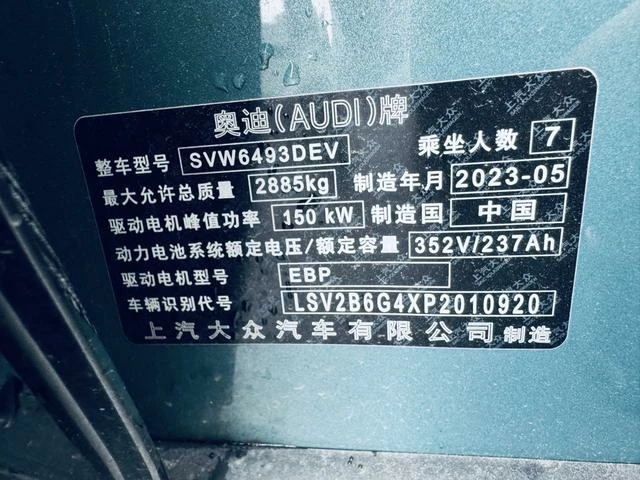 奥迪(AUDI)牌
整车型号 SVW6493DEV 乘坐人数 7
最大允许总质量 2885kg 制造年月 2023-05
驱动电机峰值功率 150 kW 制造国 中国
动力电池系统额定电压/额定容量 352V/237Ah
驱动电机型号 EBP
车辆识别代号 LSV2B6G4XP2010920
上汽大众汽车有限公司 制造